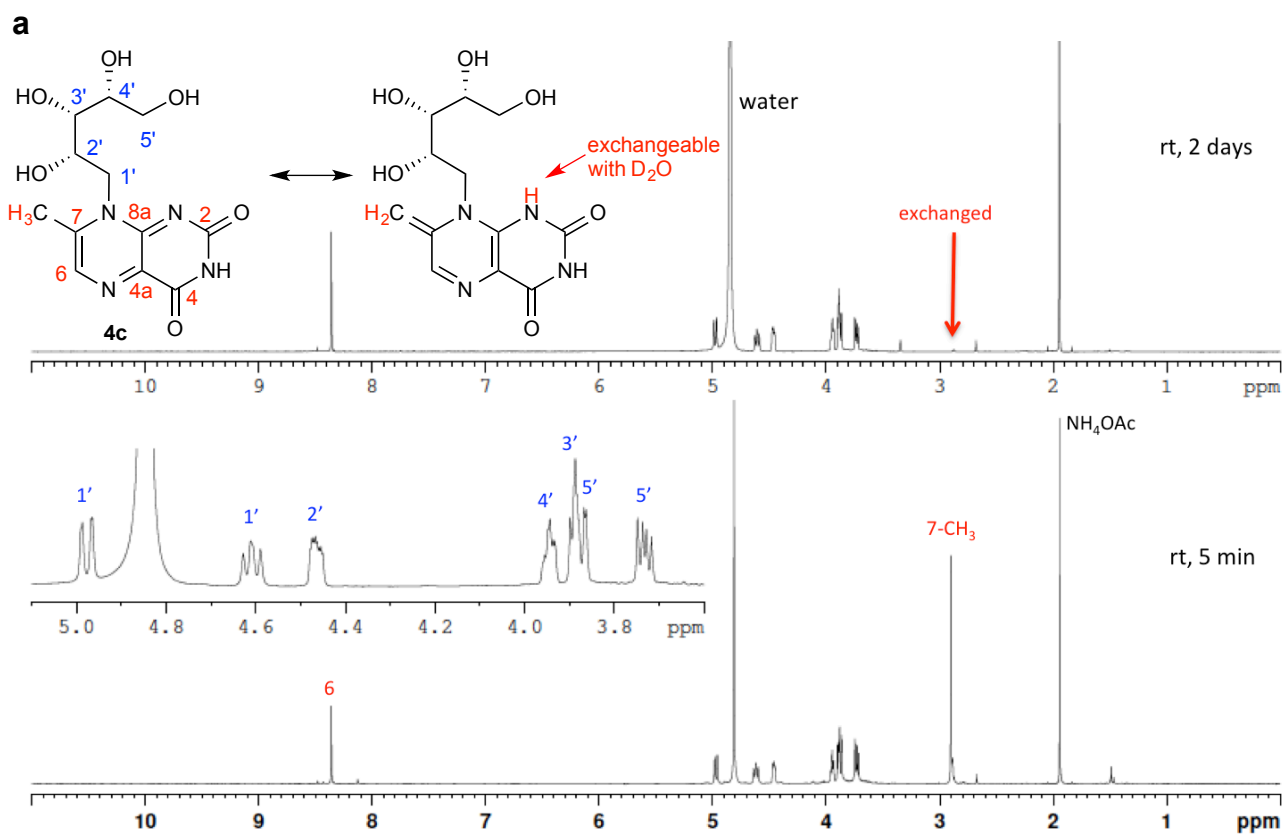 a
OH
HO 3' 4' OH
2' 5'
HO 1'
H3C 7 N 8a N 2 O
6 N 4a 4 NH
4c O
OH
HO OH
HO
exchangeable
with D2O
H
H2C N N O
N NH
O
water
rt, 2 days
exchanged
10 9 8 7 6 5 4 3 2 1 ppm
NH4OAc
1' 1' 2' 4' 3' 5' 5'
7-CH3
rt, 5 min
5.0 4.8 4.6 4.4 4.2 4.0 3.8 ppm
6
10 9 8 7 6 5 4 3 2 1 ppm